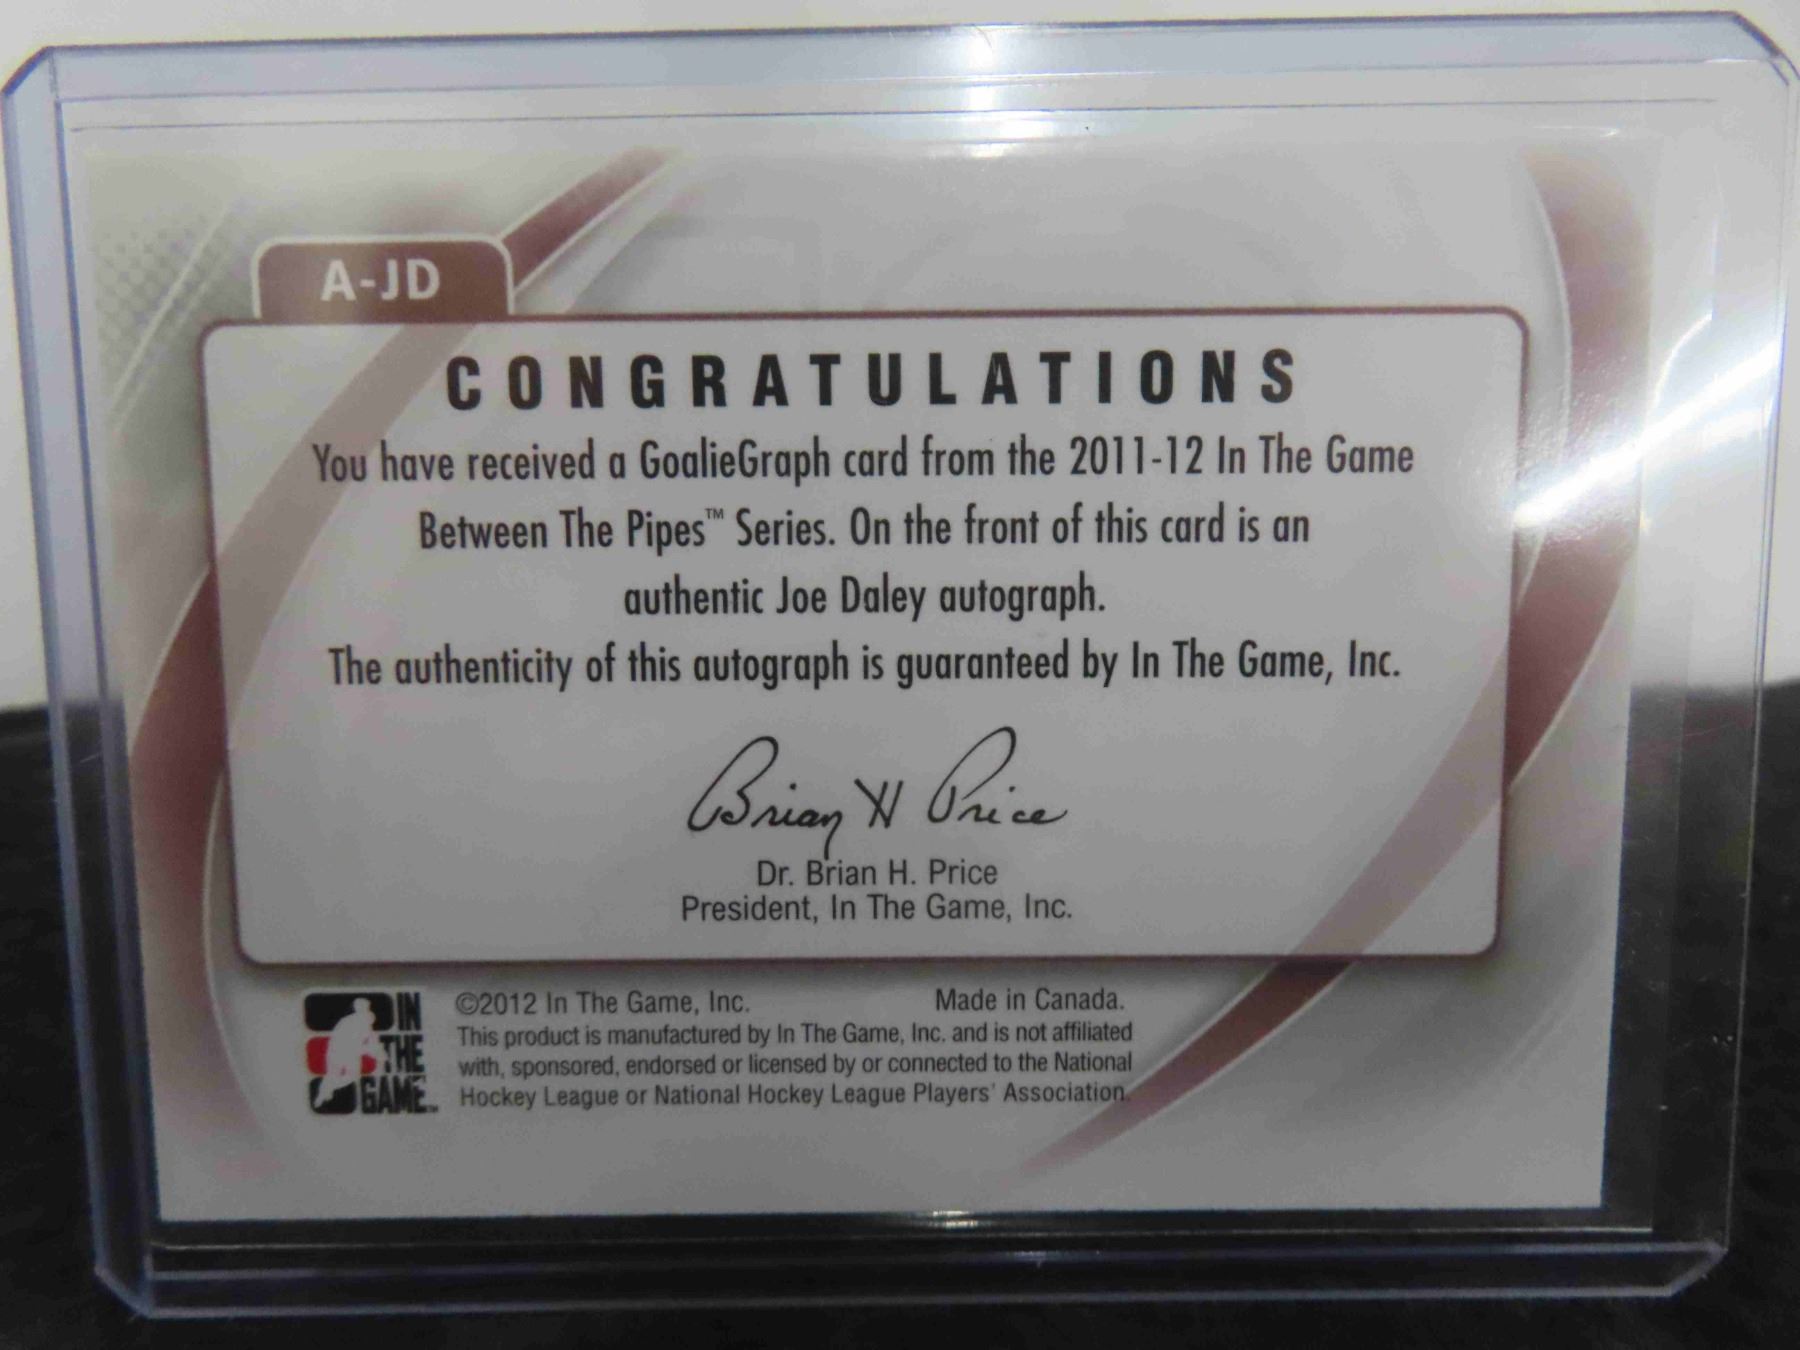 A-JD
CONGRATULATIONS
You have received a GoalieGraph card from the 2011-12 In The Game
Between The Pipes™ Series. On the front of this card is an
authentic Joe Daley autograph.
The authenticity of this autograph is guaranteed by In The Game, Inc.
Brian H Price
Dr. Brian H. Price
President, In The Game, Inc.
IN
THE
GAME™
©2012 In The Game, Inc. Made in Canada.
This product is manufactured by In The Game, Inc. and is not affiliated
with, sponsored, endorsed or licensed by or connected to the National
Hockey League or National Hockey League Players' Association.